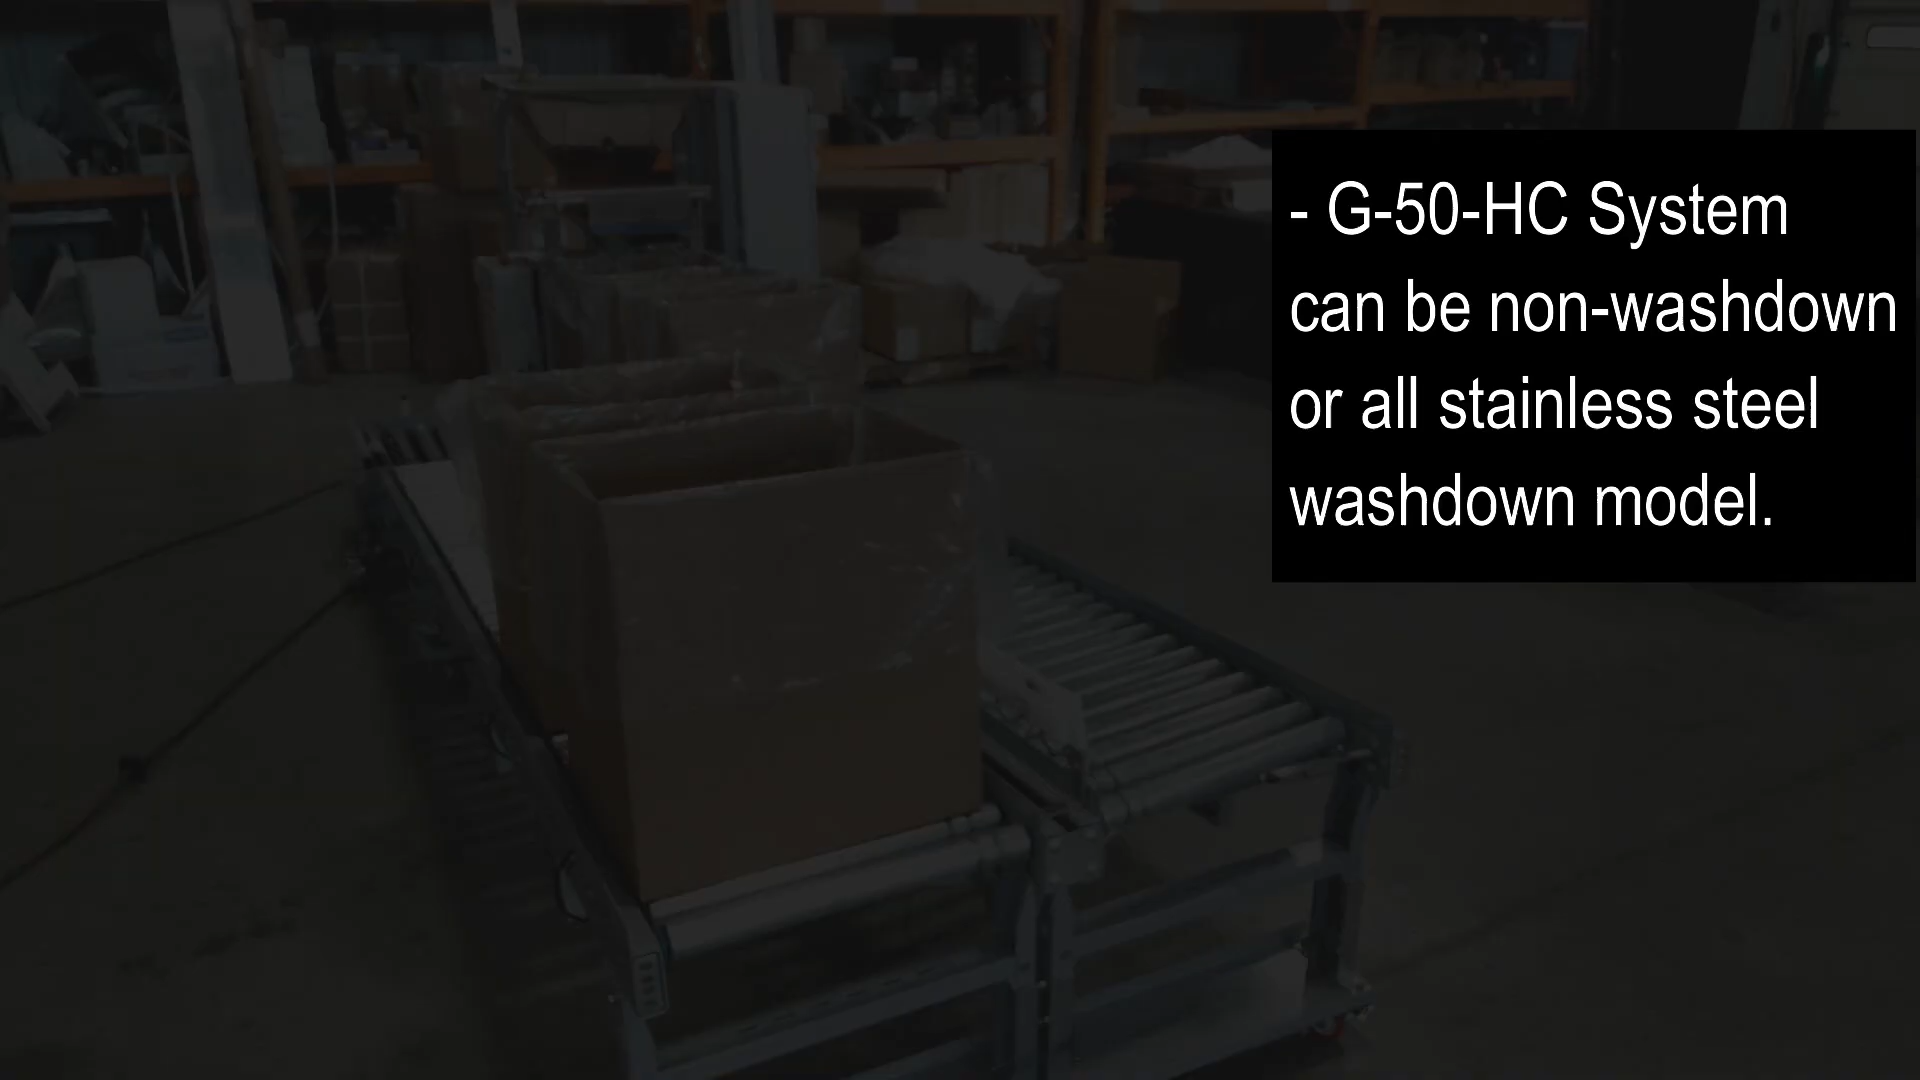 - G-50-HC System
can be non-washdown
or all stainless steel
washdown model.